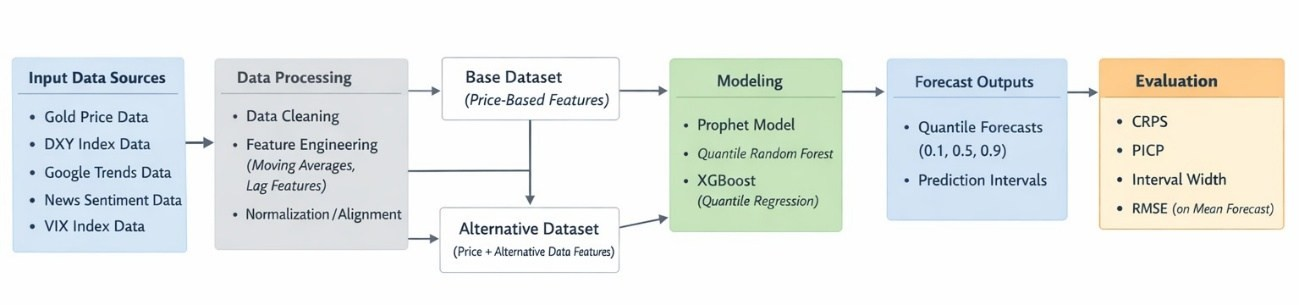 Input Data Sources
• Gold Price Data
• DXY Index Data
• Google Trends Data
• News Sentiment Data
• VIX Index Data
Data Processing
• Data Cleaning
• Feature Engineering
(Moving Averages,
Lag Features)
• Normalization/Alignment
Base Dataset
(Price-Based Features)
Alternative Dataset
(Price + Alternative Data Features)
Modeling
• Prophet Model
• Quantile Random Forest
• XGBoost
(Quantile Regression)
Forecast Outputs
• Quantile Forecasts
(0.1, 0.5, 0.9)
• Prediction Intervals
Evaluation
• CRPS
• PICP
• Interval Width
• RMSE (on Mean Forecast)